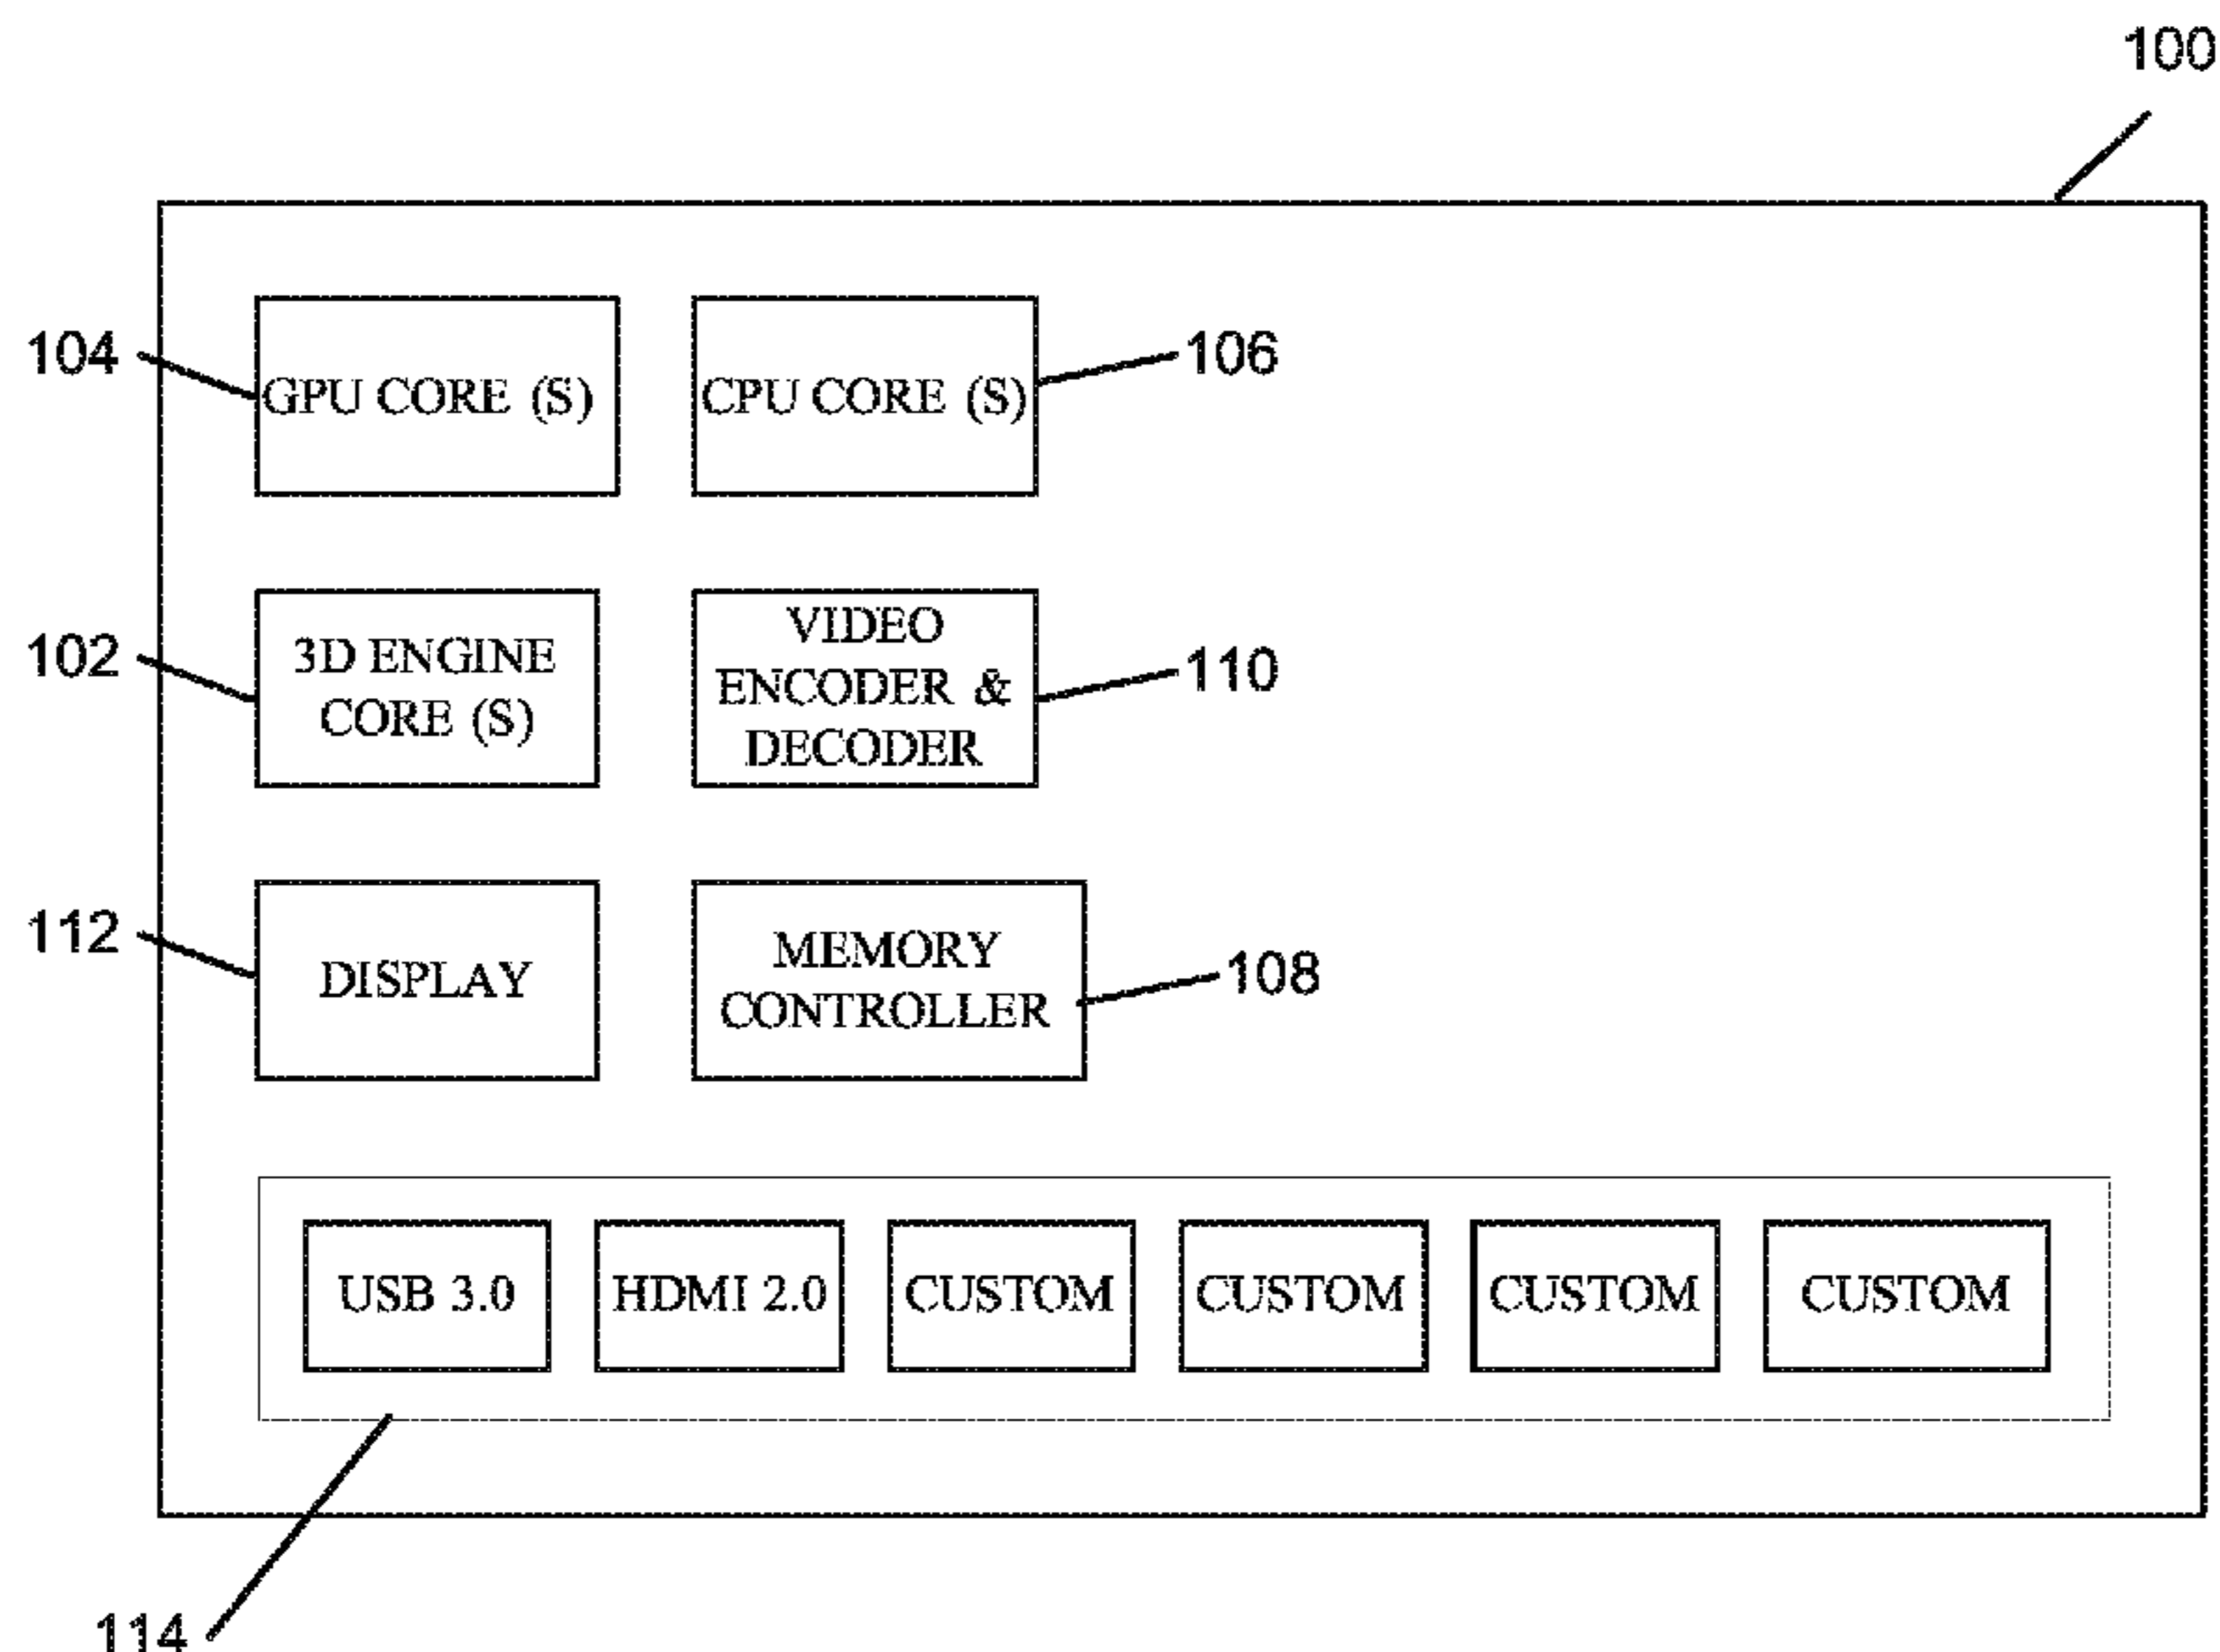 100
104
GPU CORE (S)
CPU CORE (S)
106
102
3D ENGINE
CORE (S)
VIDEO
ENCODER &
DECODER
110
112
DISPLAY
MEMORY
CONTROLLER
108
USB 3.0
HDMI 2.0
CUSTOM
CUSTOM
CUSTOM
CUSTOM
114